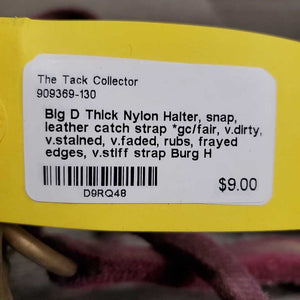 The Tack Collector
909369-130
Big D Thick Nylon Halter, snap,
leather catch strap *gc/fair, v.dirty,
v.stained, v.faded, rubs, frayed
edges, v.stiff strap Burg H
$9.00
D9RQ48